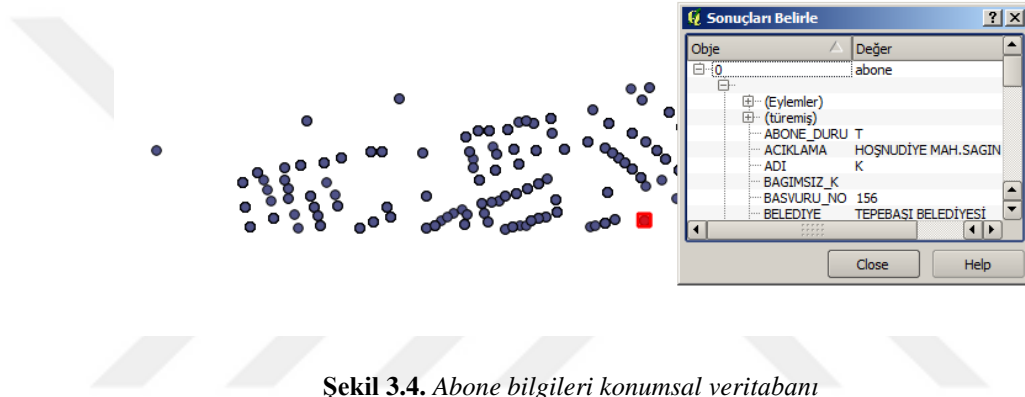 Sonuçları Belirle
Obje Değer
0 abone
(Eylemler)
(türemiş)
ABONE_DURU T
ACIKLAMA HOŞNUDİYE MAH.SAGIN
ADI K
BAGIMSIZ_K
BASVURU_NO 156
BELEDIYE TEPEBAŞI BELEDİYESİ
Close Help
Şekil 3.4. Abone bilgileri konumsal veritabanı